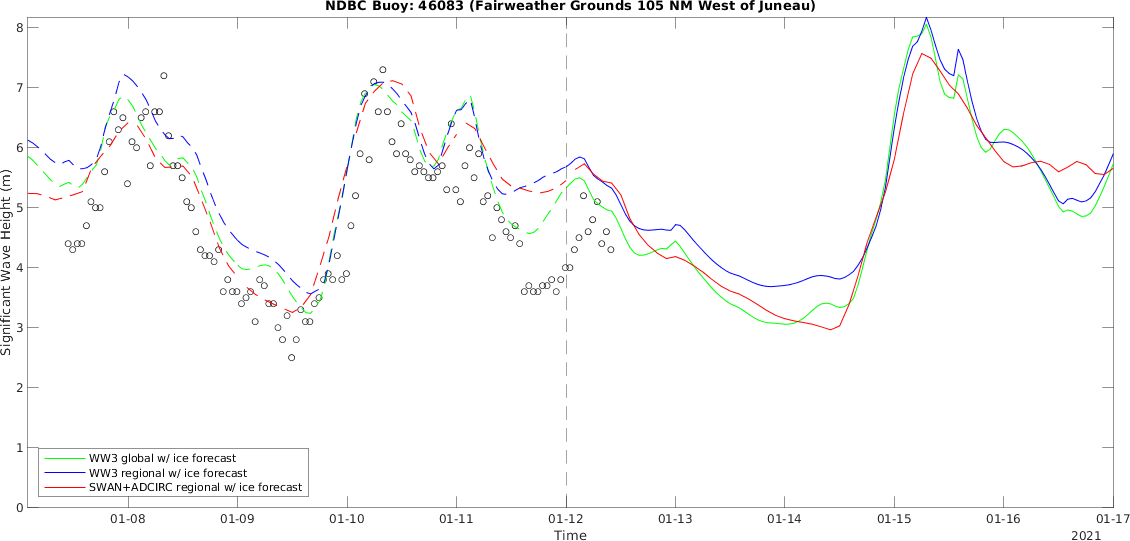 NDBC Buoy: 46083 (Fairweather Grounds 105 NM West of Juneau)
8
7
6
5
4
3
2
1
0
Significant Wave Height (m)
WW3 global w/ ice forecast
WW3 regional w/ ice forecast
SWAN+ADCIRC regional w/ ice forecast
01-08 01-09 01-10 01-11 01-12 01-13 01-14 01-15 01-16 01-17
Time
2021